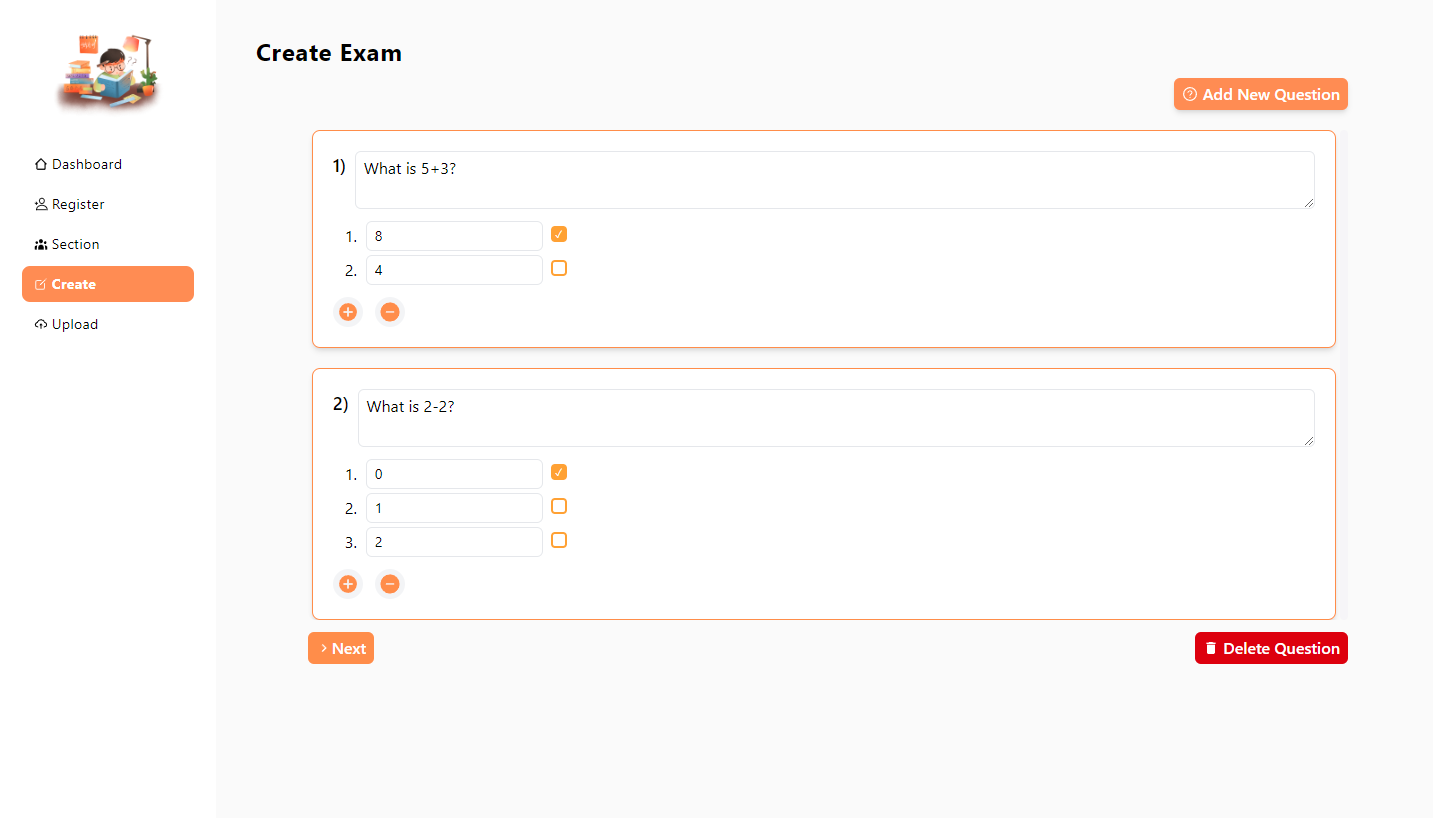 Create Exam
Add New Question
Dashboard
Register
Section
Create
Upload
1) What is 5+3?
1. 8
2. 4
2) What is 2-2?
1. 0
2. 1
3. 2
Next
Delete Question